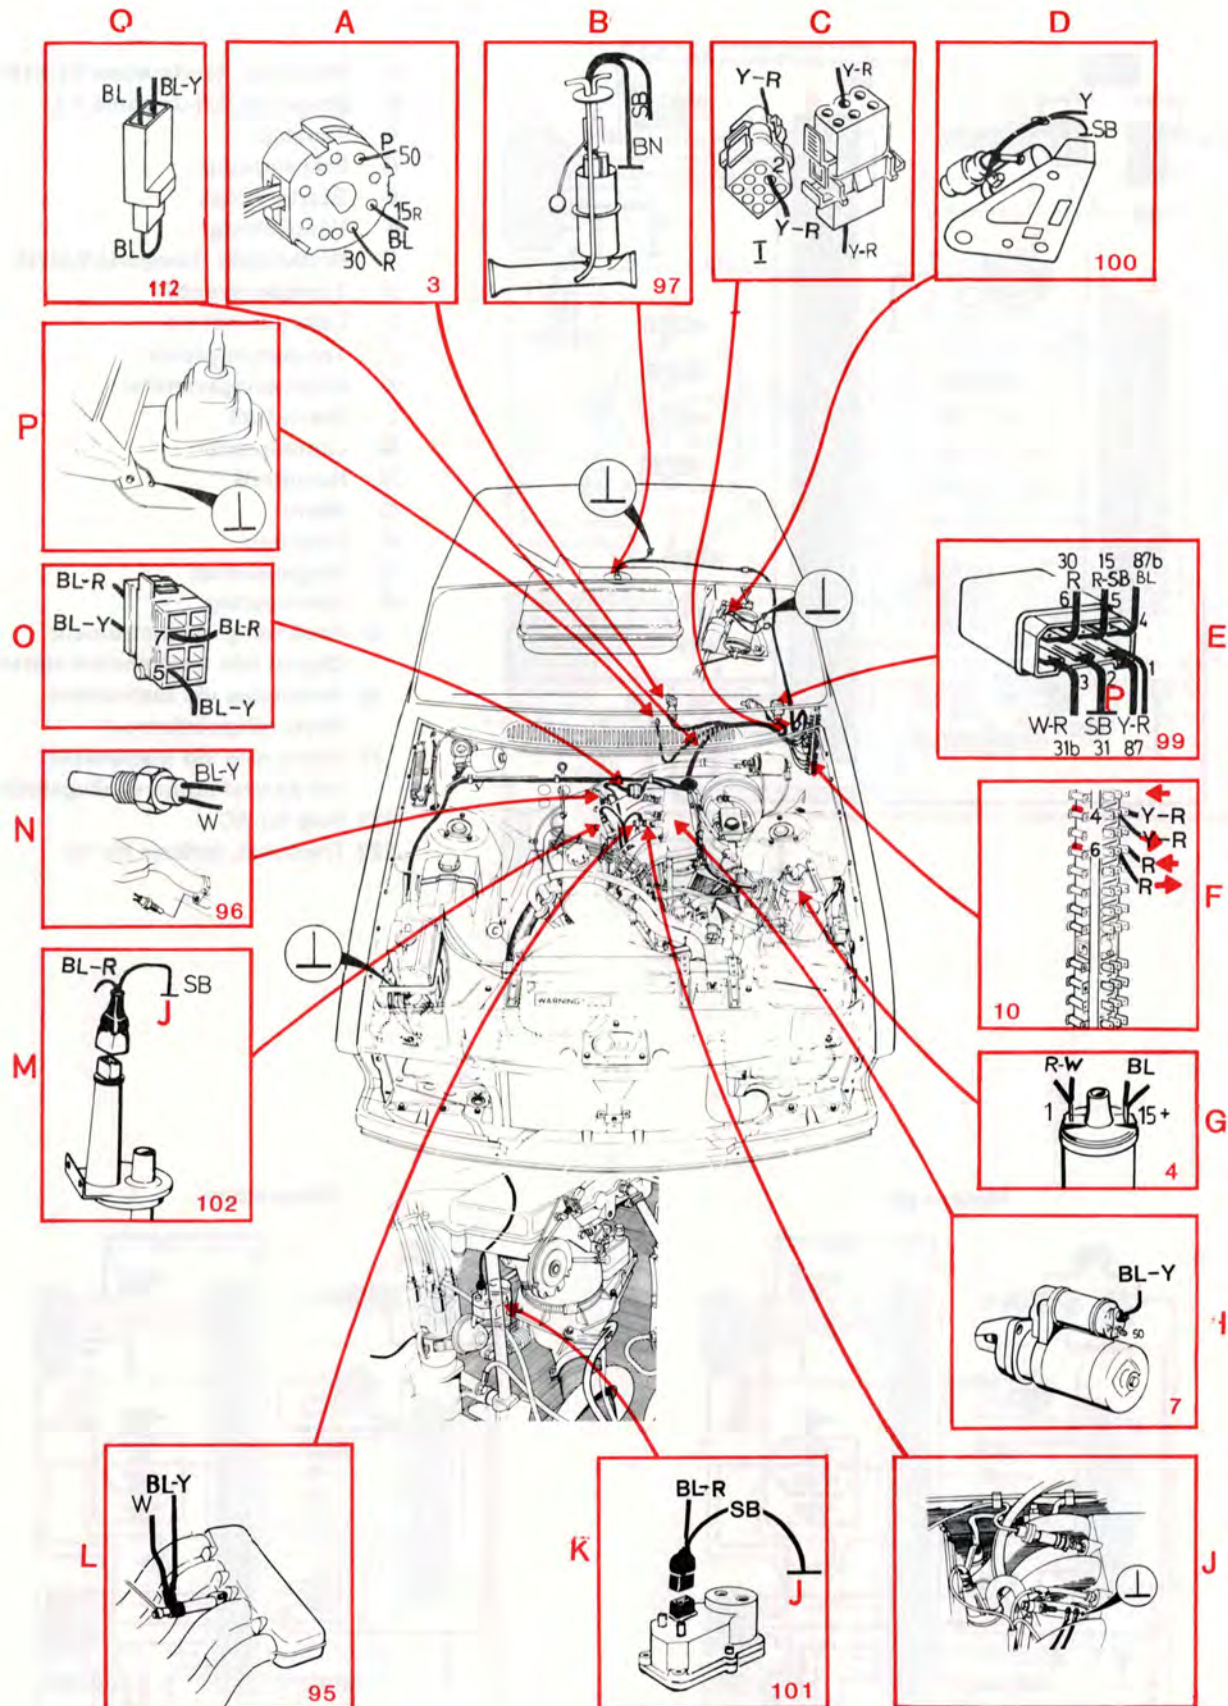 Q A B C D
BL BL-Y
BL
112
P 50
15R
BL
30 R
3
SB
BN
97
Y-R Y-R
2
Y-R
I
Y-R
Y
SB
100
P
BL-R
BL-Y
7 BL-R
5
BL-Y
O
30 15 87b
R R-SB BL
6 5 4
3 2 1
P
W-R SB Y-R
31b 31 87
99
E
BL-Y
W
96
N
4 Y-R
Y-R
6 R
R
10
F
BL-R SB
J
102
M
WARNING!
R-W BL
1 15+
4
G
BL-Y
50
7
H
BL-Y
W
95
L
BL-R
SB
J
101
K
J